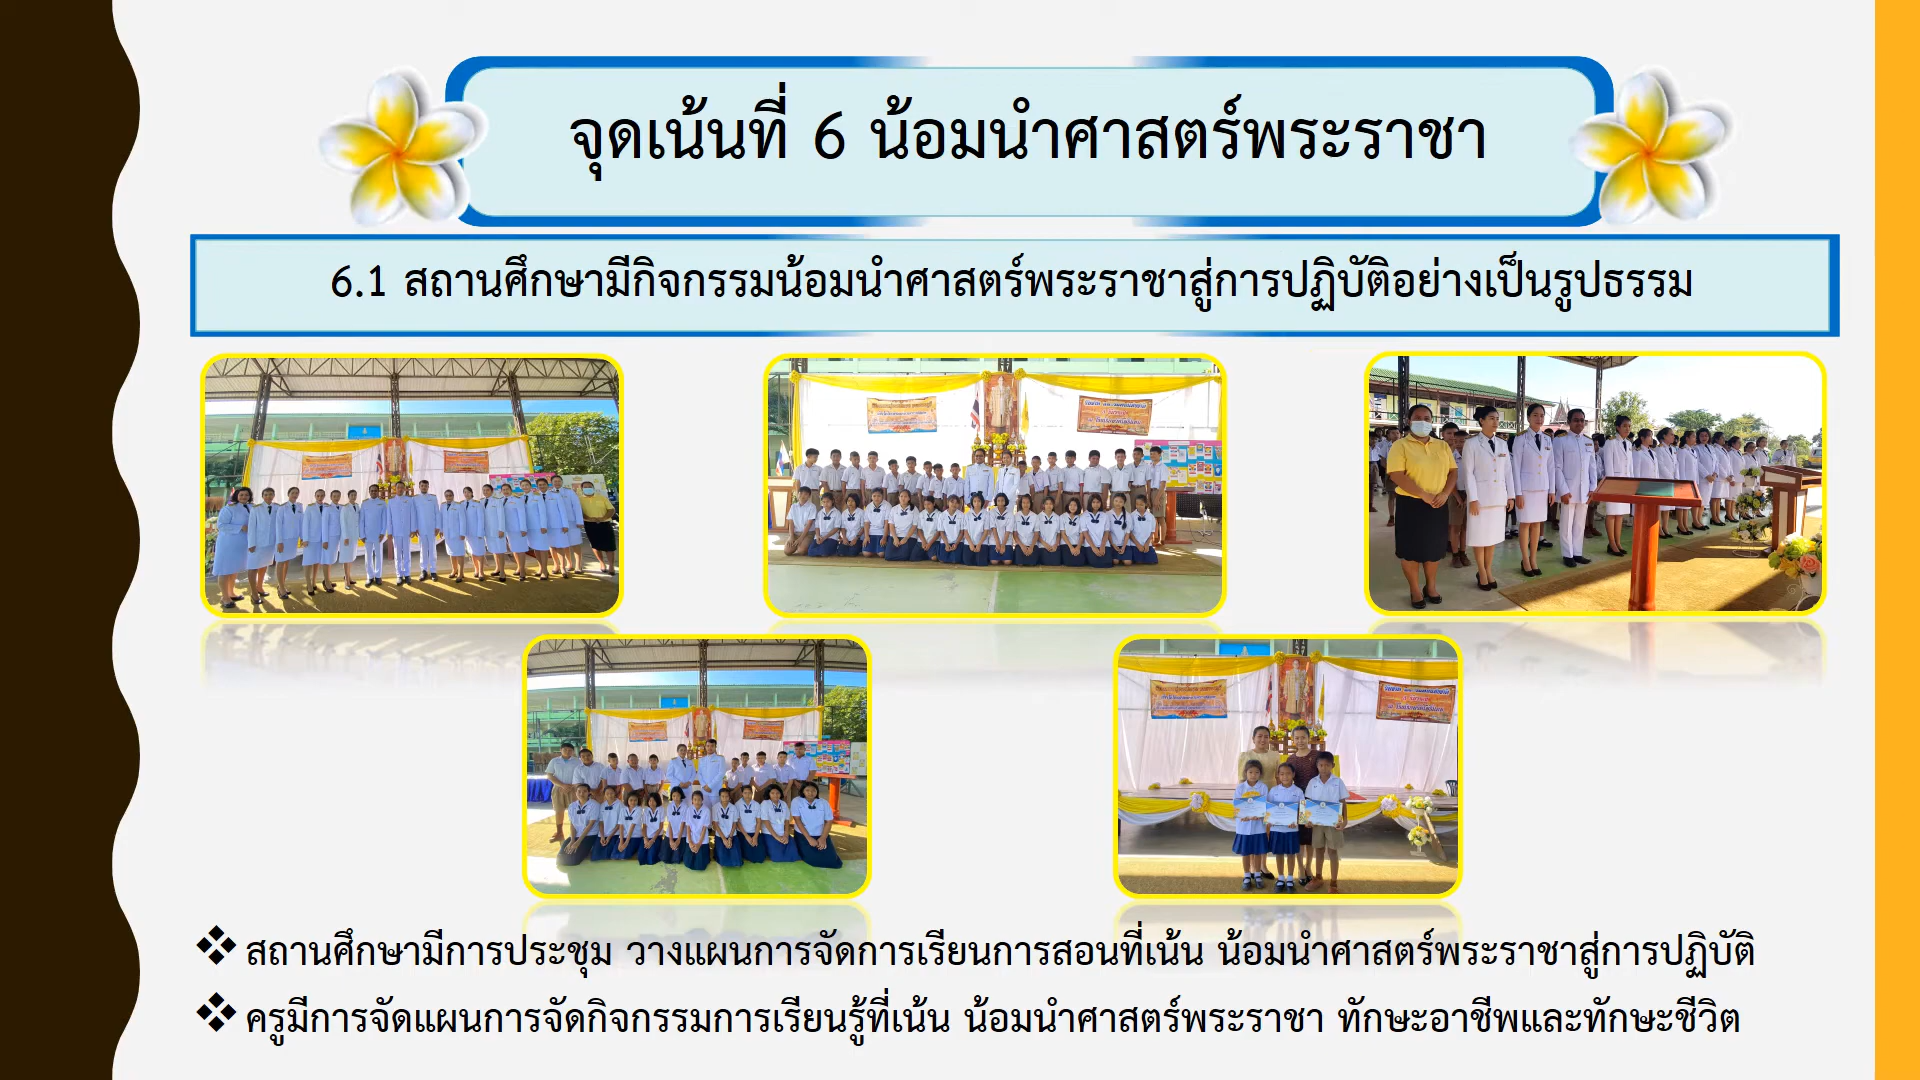 จุดเน้นที่ 6 น้อมนำศาสตร์พระราชา
6.1 สถานศึกษามีกิจกรรมน้อมนำศาสตร์พระราชาสู่การปฏิบัติอย่างเป็นรูปธรรม
สถานศึกษามีการประชุม วางแผนการจัดการเรียนการสอนที่เน้น น้อมนำศาสตร์พระราชาสู่การปฏิบัติ
ครูมีการจัดแผนการจัดกิจกรรมการเรียนรู้ที่เน้น น้อมนำศาสตร์พระราชา ทักษะอาชีพและทักษะชีวิต